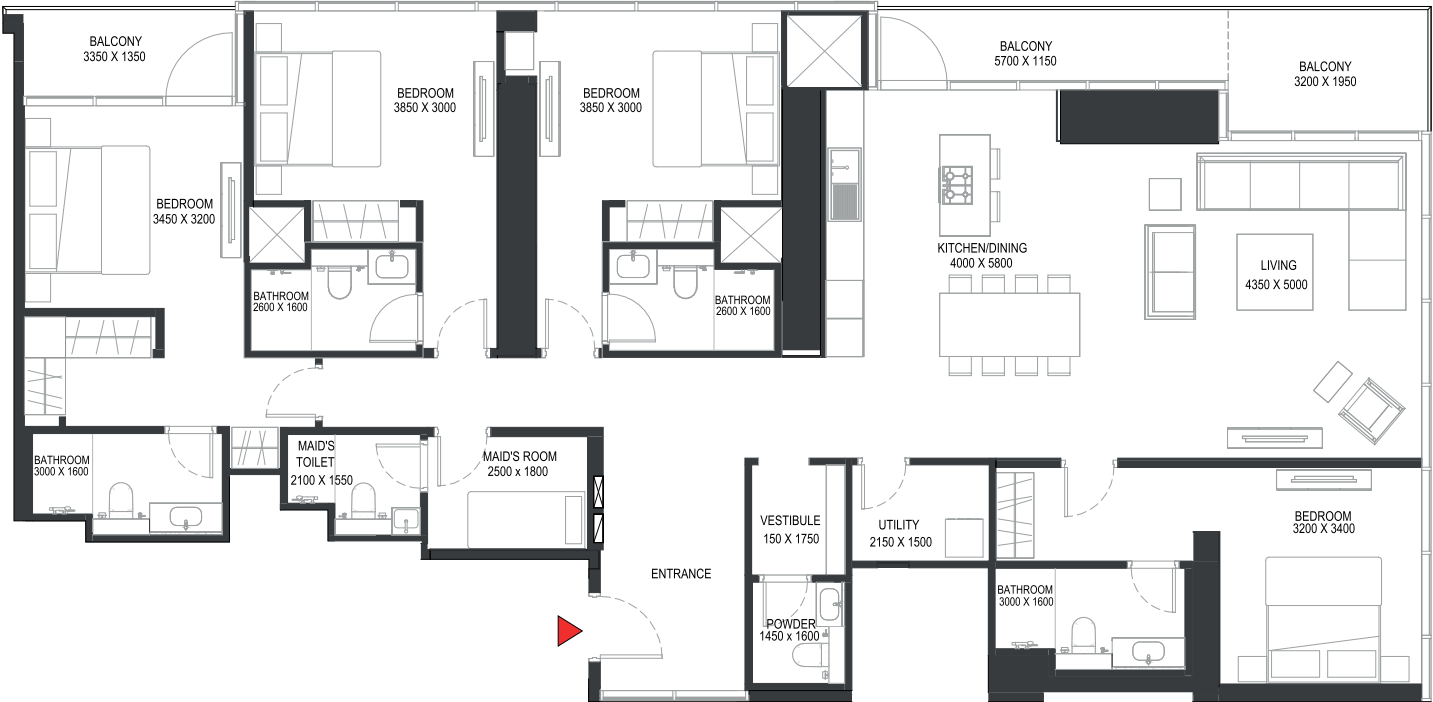 BALCONY
3350 X 1350
BEDROOM
3850 X 3000
BEDROOM
3850 X 3000
BALCONY
5700 X 1150
BALCONY
3200 X 1950
BEDROOM
3450 X 3200
KITCHEN/DINING
4000 X 5800
LIVING
4350 X 5000
BATHROOM
2600 X 1600
BATHROOM
2600 X 1600
BATHROOM
3000 X 1600
MAID'S
TOILET
2100 X 1550
MAID'S ROOM
2500 x 1800
VESTIBULE
150 X 1750
UTILITY
2150 X 1500
BEDROOM
3200 X 3400
ENTRANCE
BATHROOM
3000 X 1600
POWDER
1450 x 1600